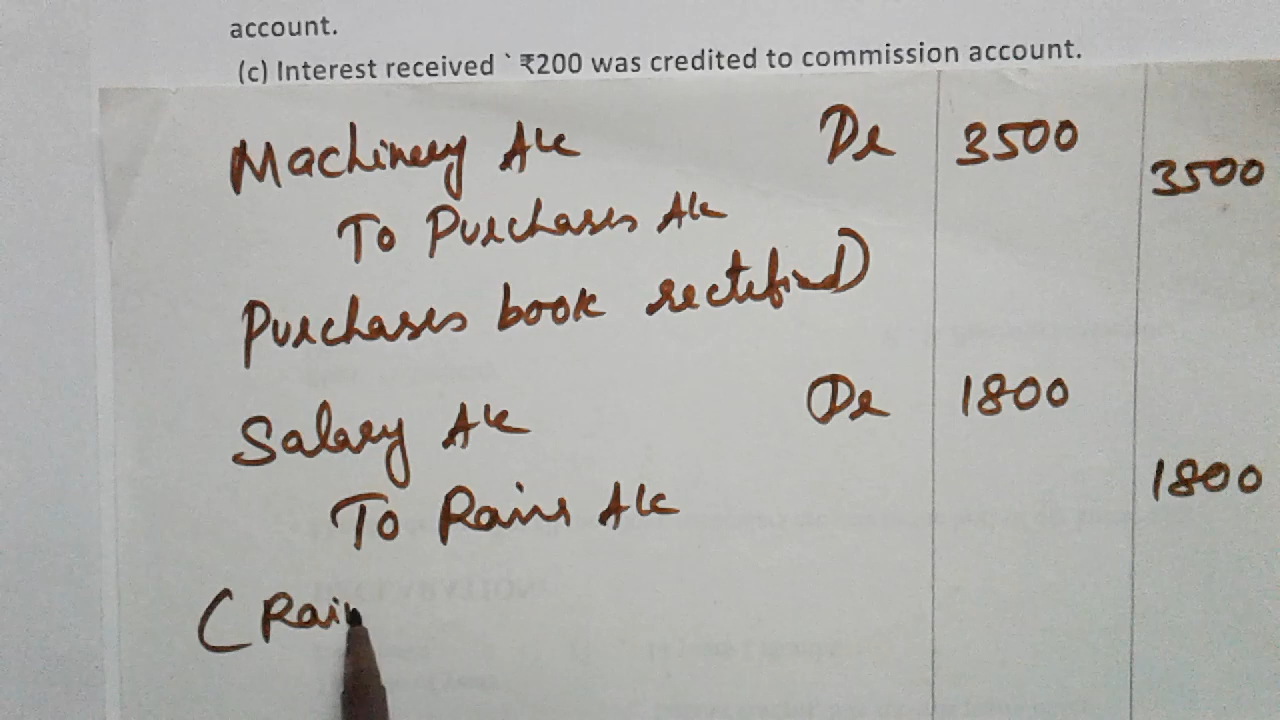 account.
(c) Interest received ` ₹200 was credited to commission account.
Machinery A/c Dr 3500
3500
To Purchases A/c
Purchases book rectified)
Salary A/c Dr 1800
1800
To Rains A/c
(Rain